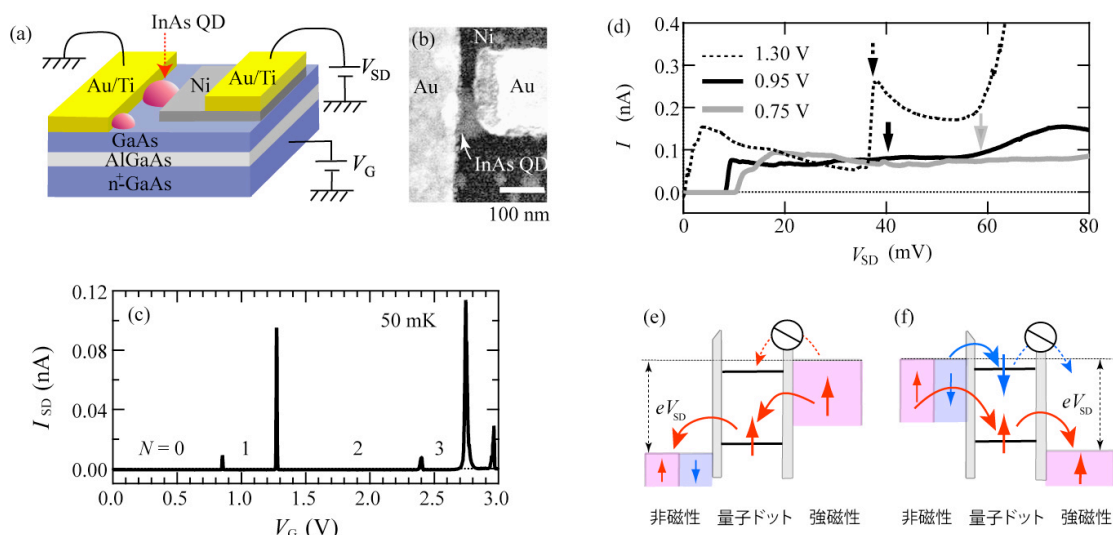 (a)
InAs QD
Au/Ti
Ni
Au/Ti
V_SD
GaAs
AlGaAs
n⁺-GaAs
V_G
(b)
Ni
Au
Au
InAs QD
100 nm
(c)
50 mK
I_SD (nA)
0.12
0.08
0.04
0.00
N = 0 1 2 3
0.0 0.5 1.0 1.5 2.0 2.5 3.0
V_G (V)
(d)
1.30 V
0.95 V
0.75 V
I (nA)
0.4
0.3
0.2
0.1
0.0
0 20 40 60 80
V_SD (mV)
(e)
eV_SD
非磁性 量子ドット 強磁性
(f)
eV_SD
非磁性 量子ドット 強磁性